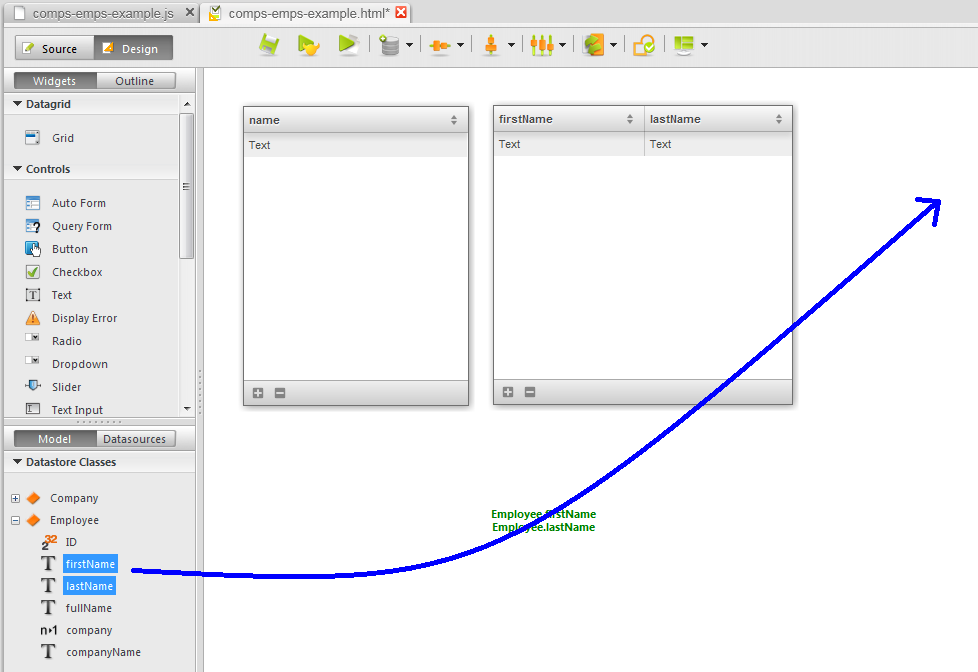 comps-emps-example.js
comps-emps-example.html*
Source
Design
Widgets
Outline
Datagrid
Grid
Controls
Auto Form
Query Form
Button
Checkbox
Text
Display Error
Radio
Dropdown
Slider
Text Input
Model
Datasources
Datastore Classes
Company
Employee
2³² ID
T firstName
T lastName
T fullName
n▸1 company
T companyName
name
Text
firstName
lastName
Text
Text
Employee.firstName
Employee.lastName